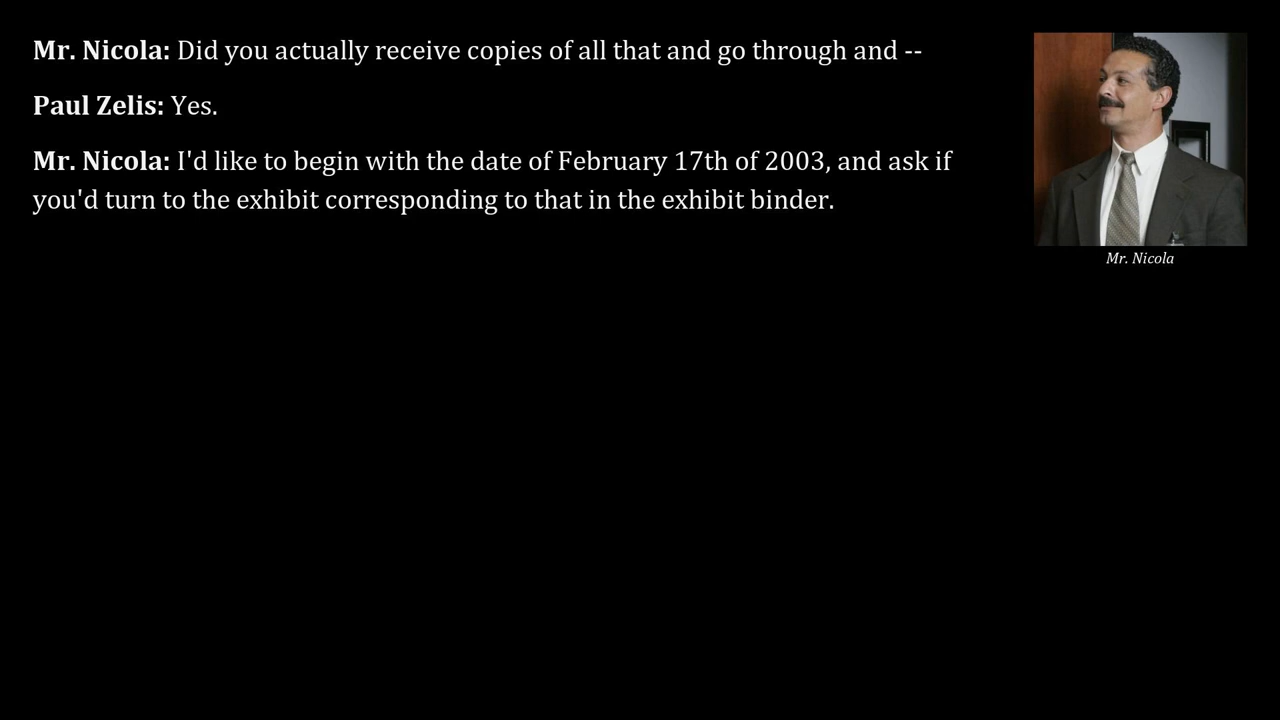 Mr. Nicola: Did you actually receive copies of all that and go through and --
Paul Zelis: Yes.
Mr. Nicola: I'd like to begin with the date of February 17th of 2003, and ask if
you'd turn to the exhibit corresponding to that in the exhibit binder.
Mr. Nicola